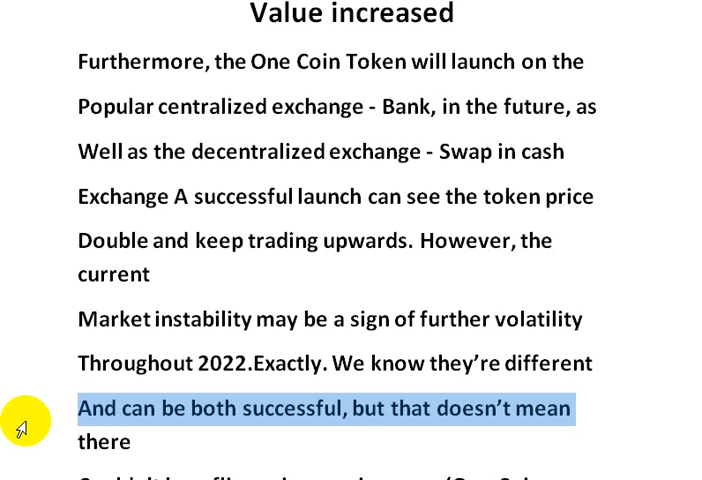 Value increased
Furthermore, the One Coin Token will launch on the
Popular centralized exchange - Bank, in the future, as
Well as the decentralized exchange - Swap in cash
Exchange A successful launch can see the token price
Double and keep trading upwards. However, the
current
Market instability may be a sign of further volatility
Throughout 2022.Exactly. We know they’re different
And can be both successful, but that doesn’t mean
there